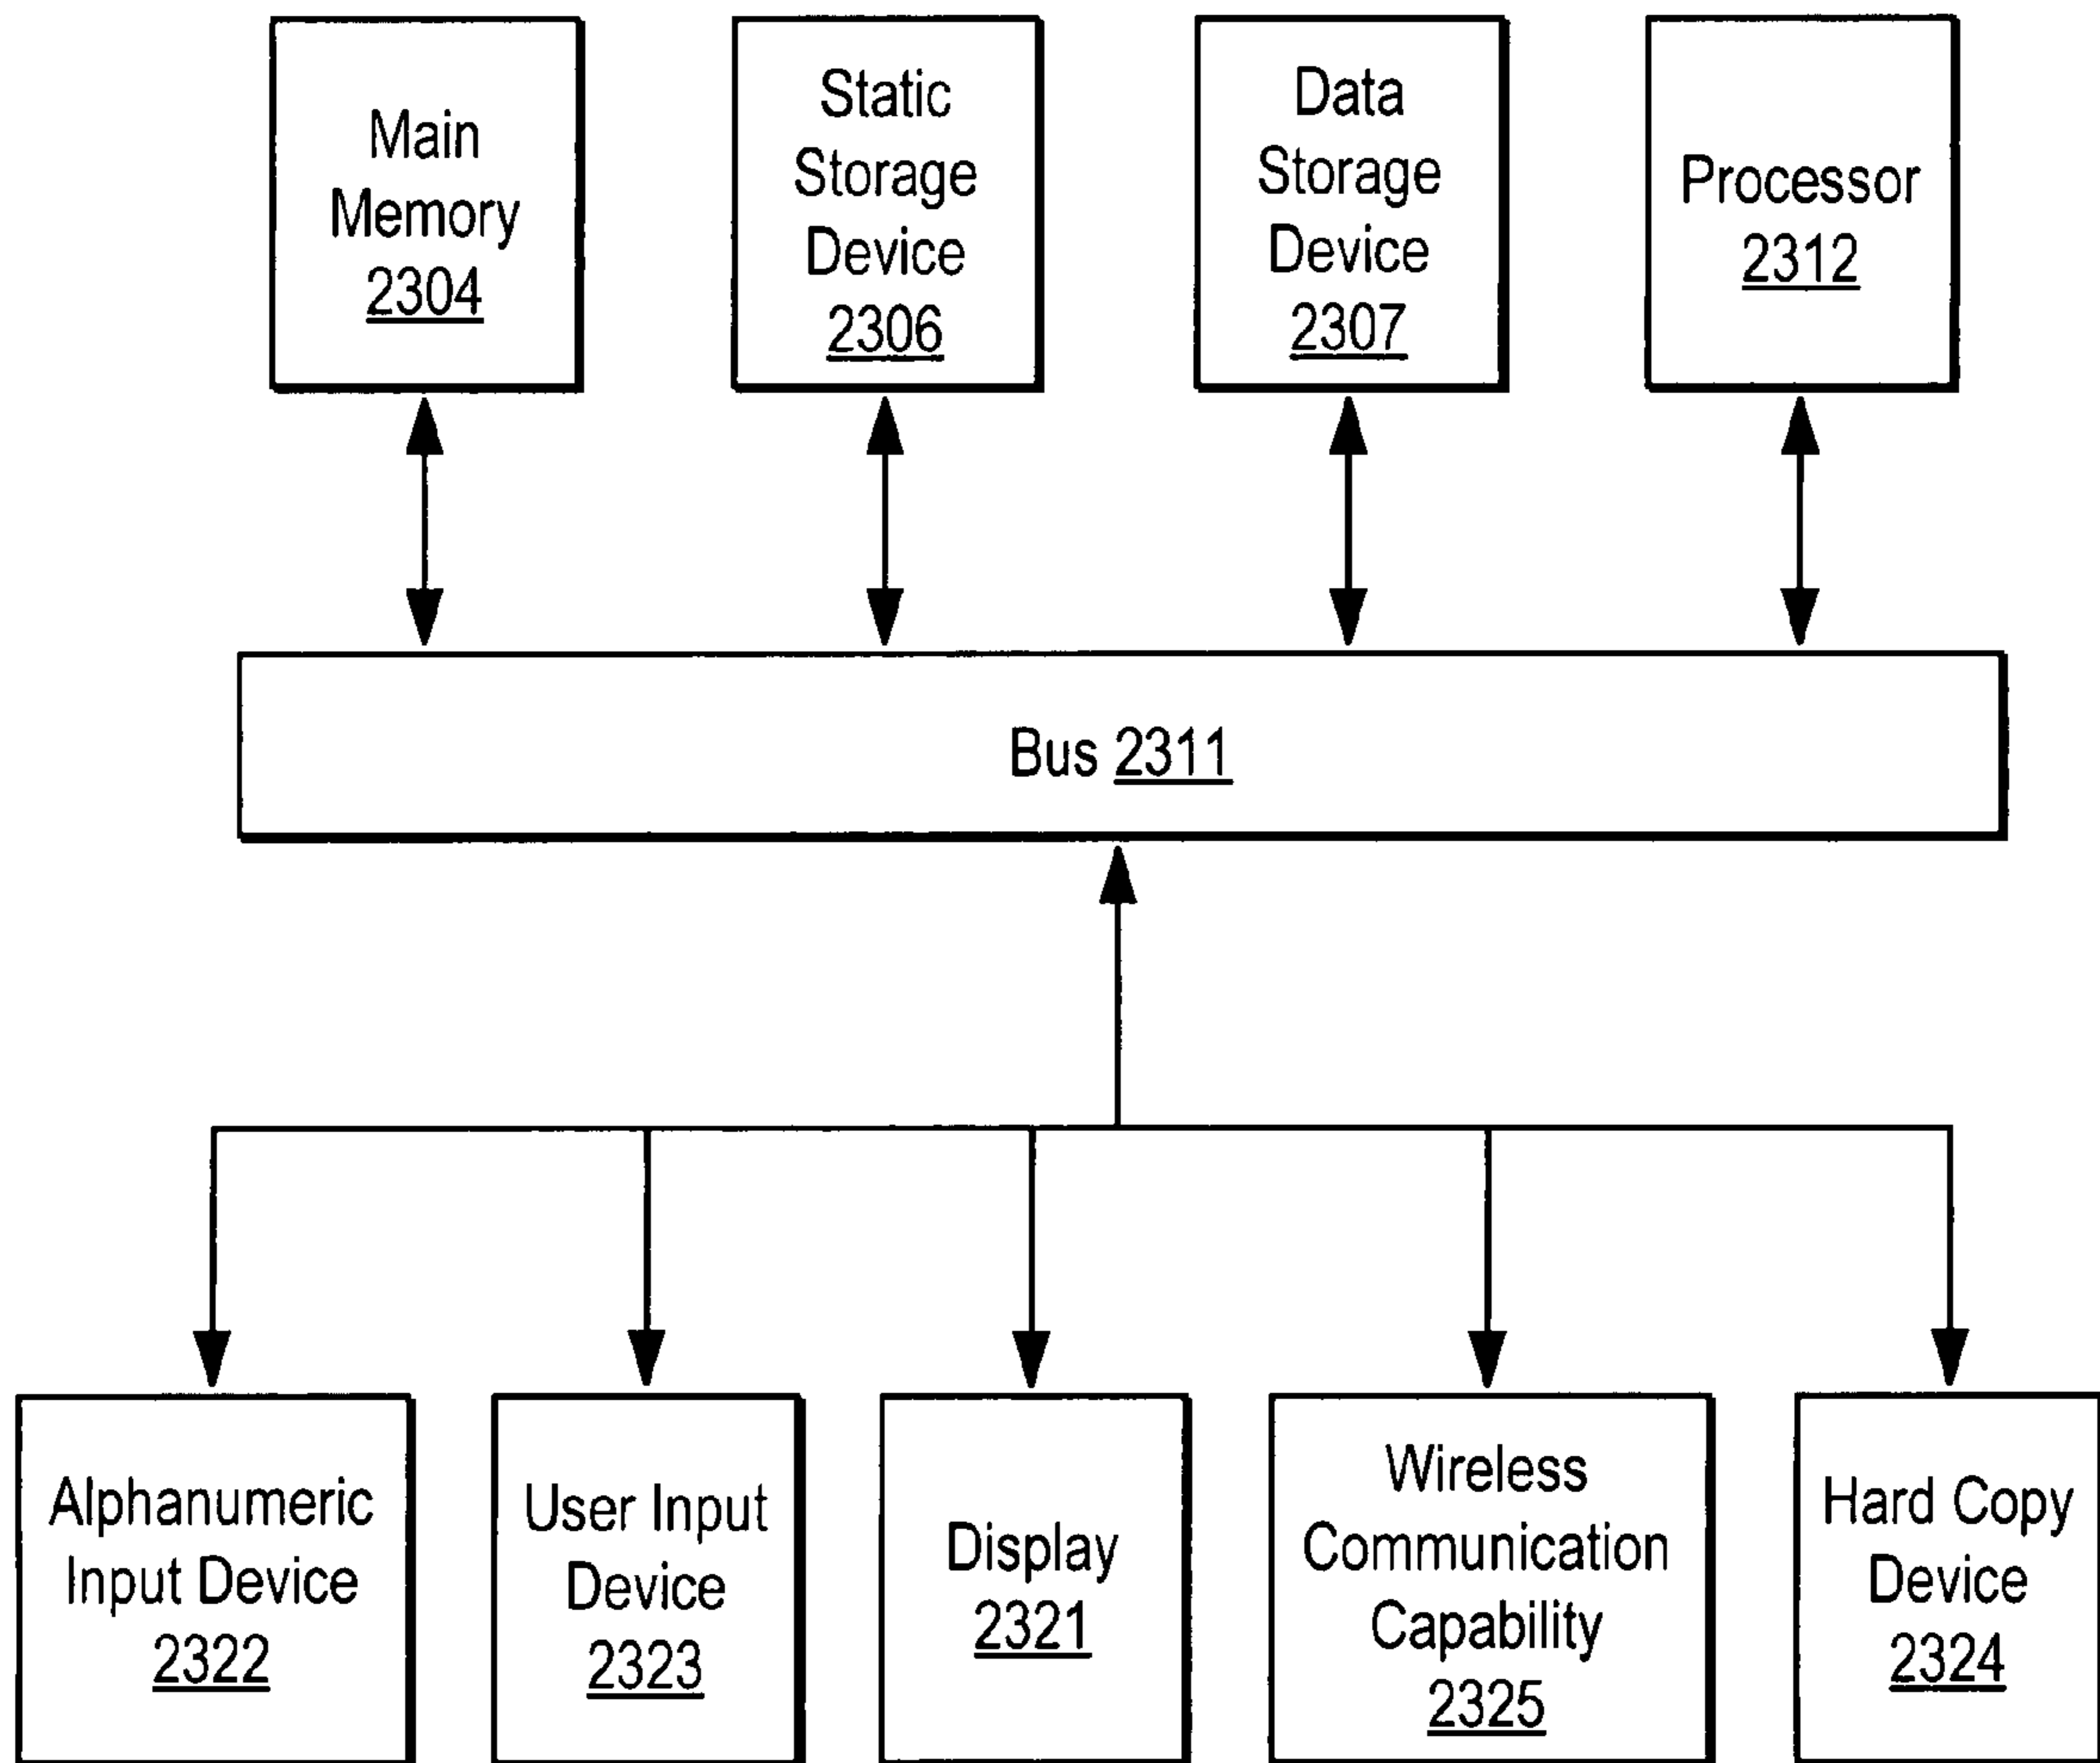 Main
Memory
2304
Static
Storage
Device
2306
Data
Storage
Device
2307
Processor
2312
Bus 2311
Alphanumeric
Input Device
2322
User Input
Device
2323
Display
2321
Wireless
Communication
Capability
2325
Hard Copy
Device
2324